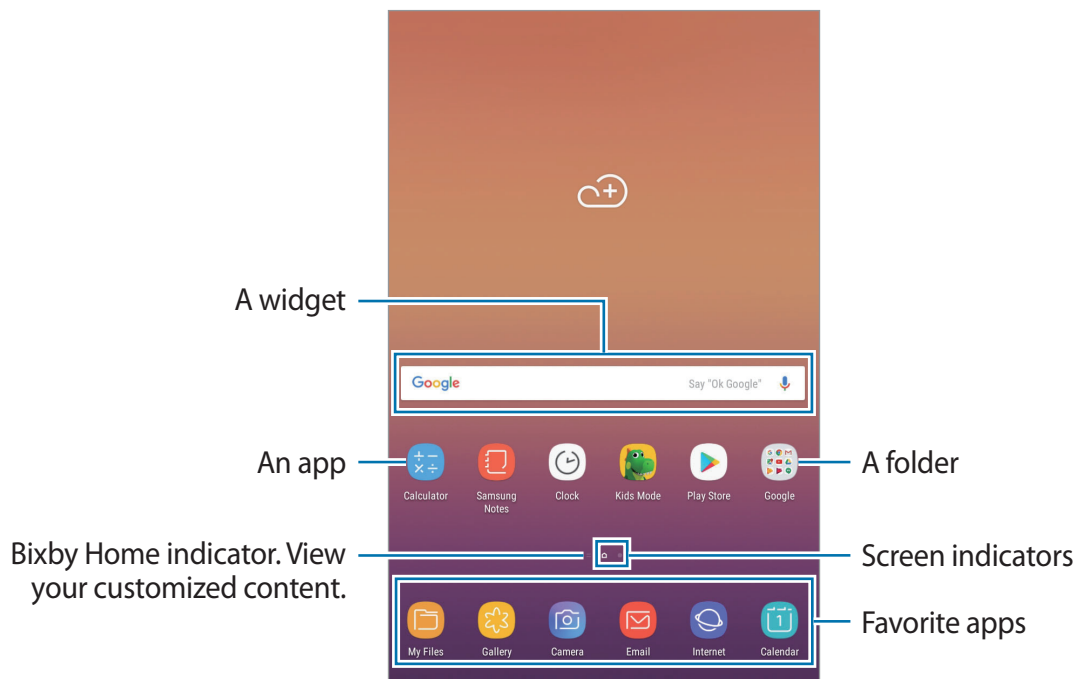 A widget
Google
Say "Ok Google"
An app
A folder
Calculator
Samsung
Notes
Clock
Kids Mode
Play Store
Google
Bixby Home indicator. View
your customized content.
Screen indicators
Favorite apps
1
My Files
Gallery
Camera
Email
Internet
Calendar